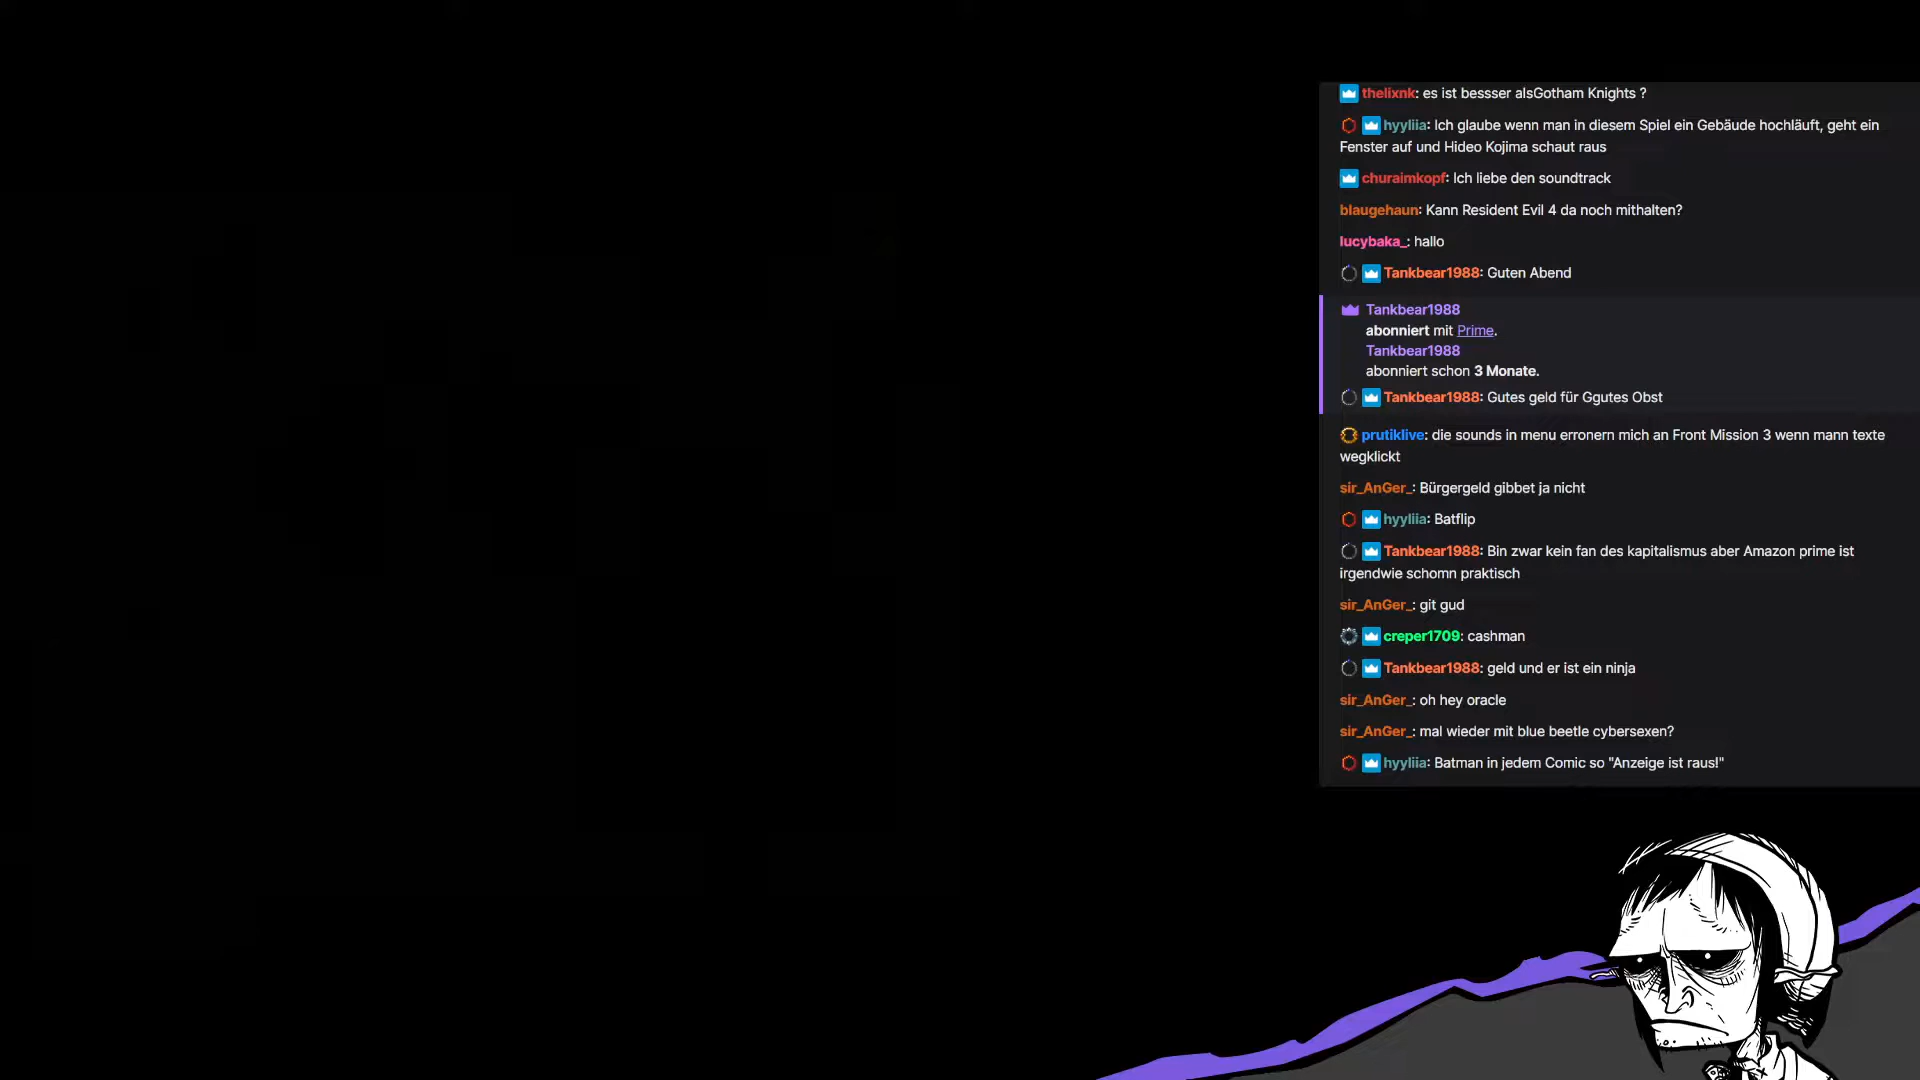 thelixnk: es ist bessser alsGotham Knights ?
hyyliia: Ich glaube wenn man in diesem Spiel ein Gebäude hochläuft, geht ein
Fenster auf und Hideo Kojima schaut raus
churaimkopf: Ich liebe den soundtrack
blaugehaun: Kann Resident Evil 4 da noch mithalten?
lucybaka_: hallo
Tankbear1988: Guten Abend
Tankbear1988
abonniert mit Prime.
Tankbear1988
abonniert schon 3 Monate.
Tankbear1988: Gutes geld für Ggutes Obst
prutiklive: die sounds in menu erronern mich an Front Mission 3 wenn mann texte
wegklickt
sir_AnGer_: Bürgergeld gibbet ja nicht
hyyliia: Batflip
Tankbear1988: Bin zwar kein fan des kapitalismus aber Amazon prime ist
irgendwie schomn praktisch
sir_AnGer_: git gud
creper1709: cashman
Tankbear1988: geld und er ist ein ninja
sir_AnGer_: oh hey oracle
sir_AnGer_: mal wieder mit blue beetle cybersexen?
hyyliia: Batman in jedem Comic so "Anzeige ist raus!"